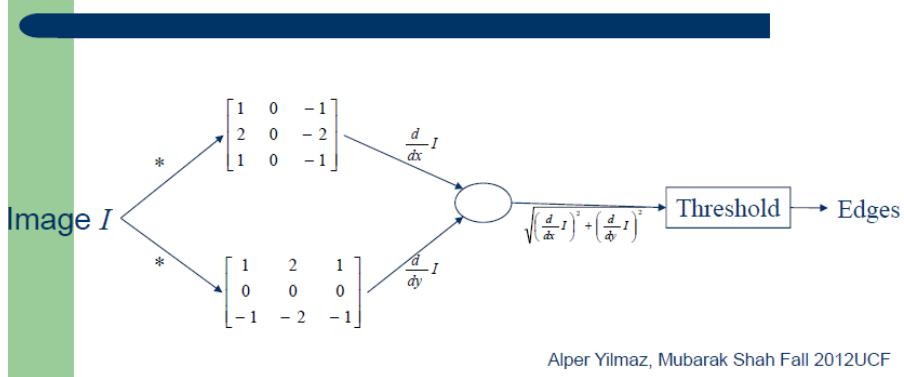 [1 0 -1]
[2 0 -2]
[1 0 -1]
d/dx I
*
Image I
*
√((d/dx I)² + (d/dy I)²)
Threshold
Edges
[1 2 1]
[0 0 0]
[-1 -2 -1]
d/dy I
Alper Yilmaz, Mubarak Shah Fall 2012UCF